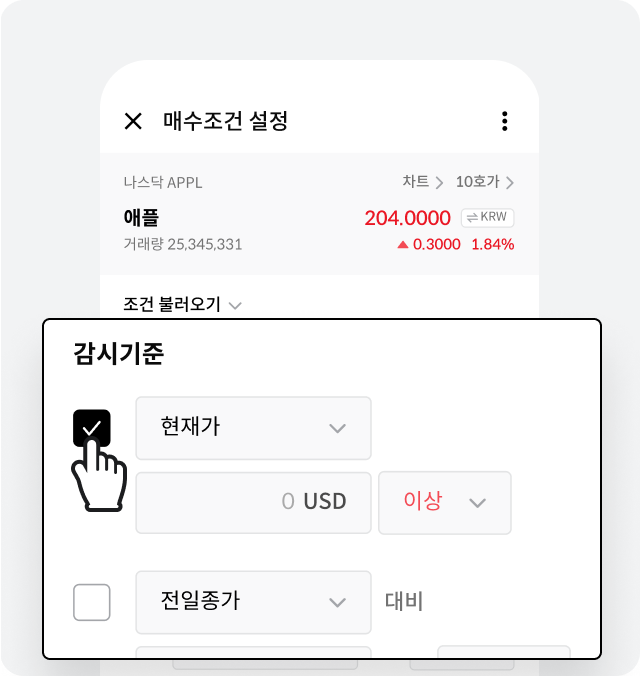 매수조건 설정
나스닥 APPL 차트 10호가
애플 204.0000 KRW
거래량 25,345,331 0.3000 1.84%
조건 불러오기
감시기준
현재가
0 USD 이상
전일종가 대비